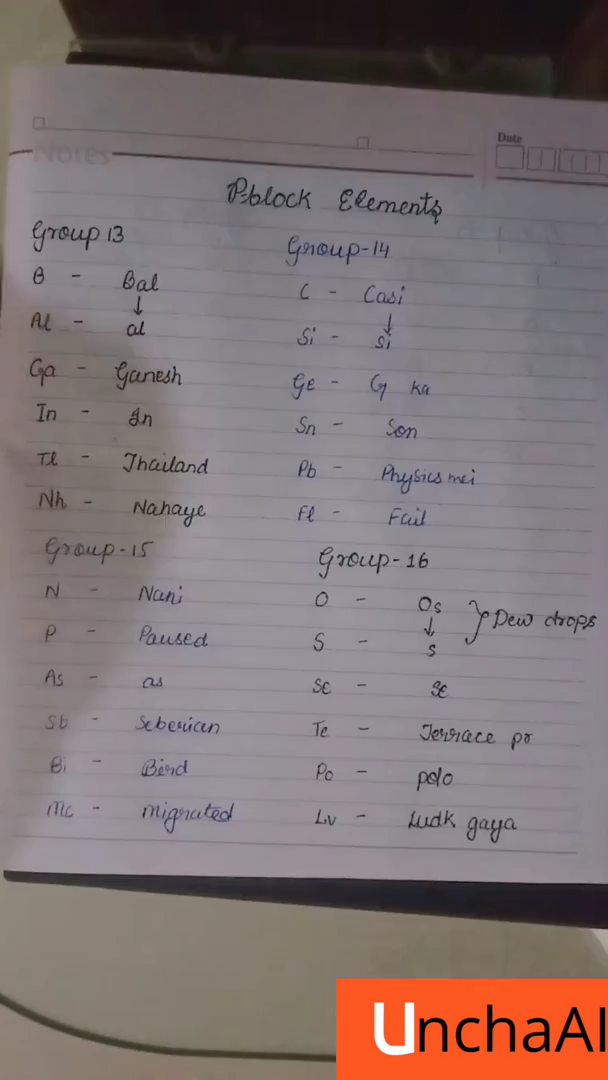 Notes
Date
P-block Elements
Group 13
B - Bal
↓
Al - al
Ga - Ganesh
In - In
Tl - Thailand
Nh - Nahaye
Group-14
C - Casi
↓
Si - si
Ge - G ka
Sn - Son
Pb - Physics mei
Fl - Fail
Group-15
N - Nani
P - Paused
As - as
Sb - Seberian
Bi - Bird
Mc - migrated
Group-16
O - Os
↓
S - s
} Dew drops
Se - se
Te - Terrace pr
Po - polo
Lv - Ludk gaya
UnchaAI